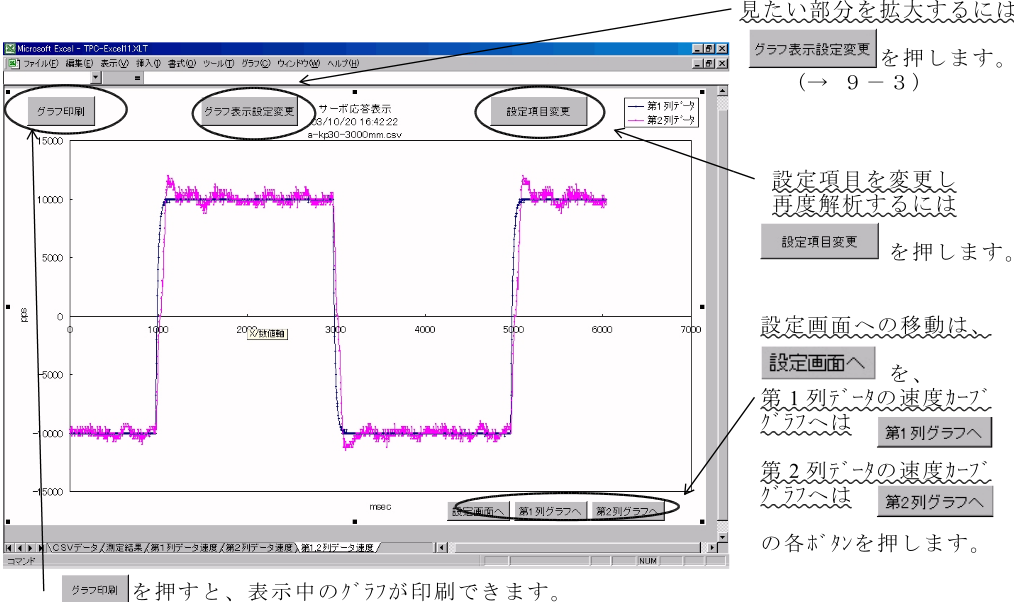 見たい部分を拡大するには
グラフ表示設定変更 を押します。
(→ 9-3)
Microsoft Excel - TPC-Excel11.XLT
ファイル(F) 編集(E) 表示(V) 挿入(I) 書式(O) ツール(T) グラフ(C) ウィンドウ(W) ヘルプ(H)
=
グラフ印刷
グラフ表示設定変更
設定項目変更
サーボ応答表示
03/10/20 16:42:22
a-kp30-3000mm.csv
第1列ﾃﾞｰﾀ
第2列ﾃﾞｰﾀ
15000
10000
5000
0
-5000
-10000
-15000
pps
0 1000 2000 3000 4000 5000 6000 7000
X/数値軸
msec
設定画面へ 第1列グラフへ 第2列グラフへ
CSVデータ / 測定結果 / 第1列データ速度 / 第2列データ速度 / 第1,2列データ速度
コマンド
NUM
設定項目を変更し
再度解析するには
設定項目変更 を押します。
設定画面への移動は、
設定画面へ を、
第1列ﾃﾞｰﾀの速度ｶｰﾌﾞ
ｸﾞﾗﾌへは 第1列グラフへ
第2列ﾃﾞｰﾀの速度ｶｰﾌﾞ
ｸﾞﾗﾌへは 第2列グラフへ
の各ﾎﾞﾀﾝを押します。
グラフ印刷 を押すと、表示中のｸﾞﾗﾌが印刷できます。